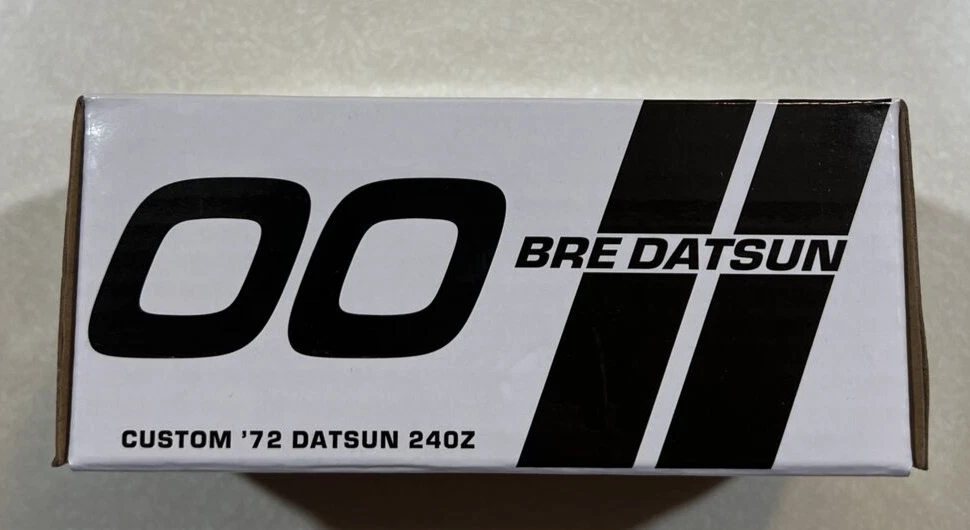 00
BRE DATSUN
CUSTOM '72 DATSUN 240Z